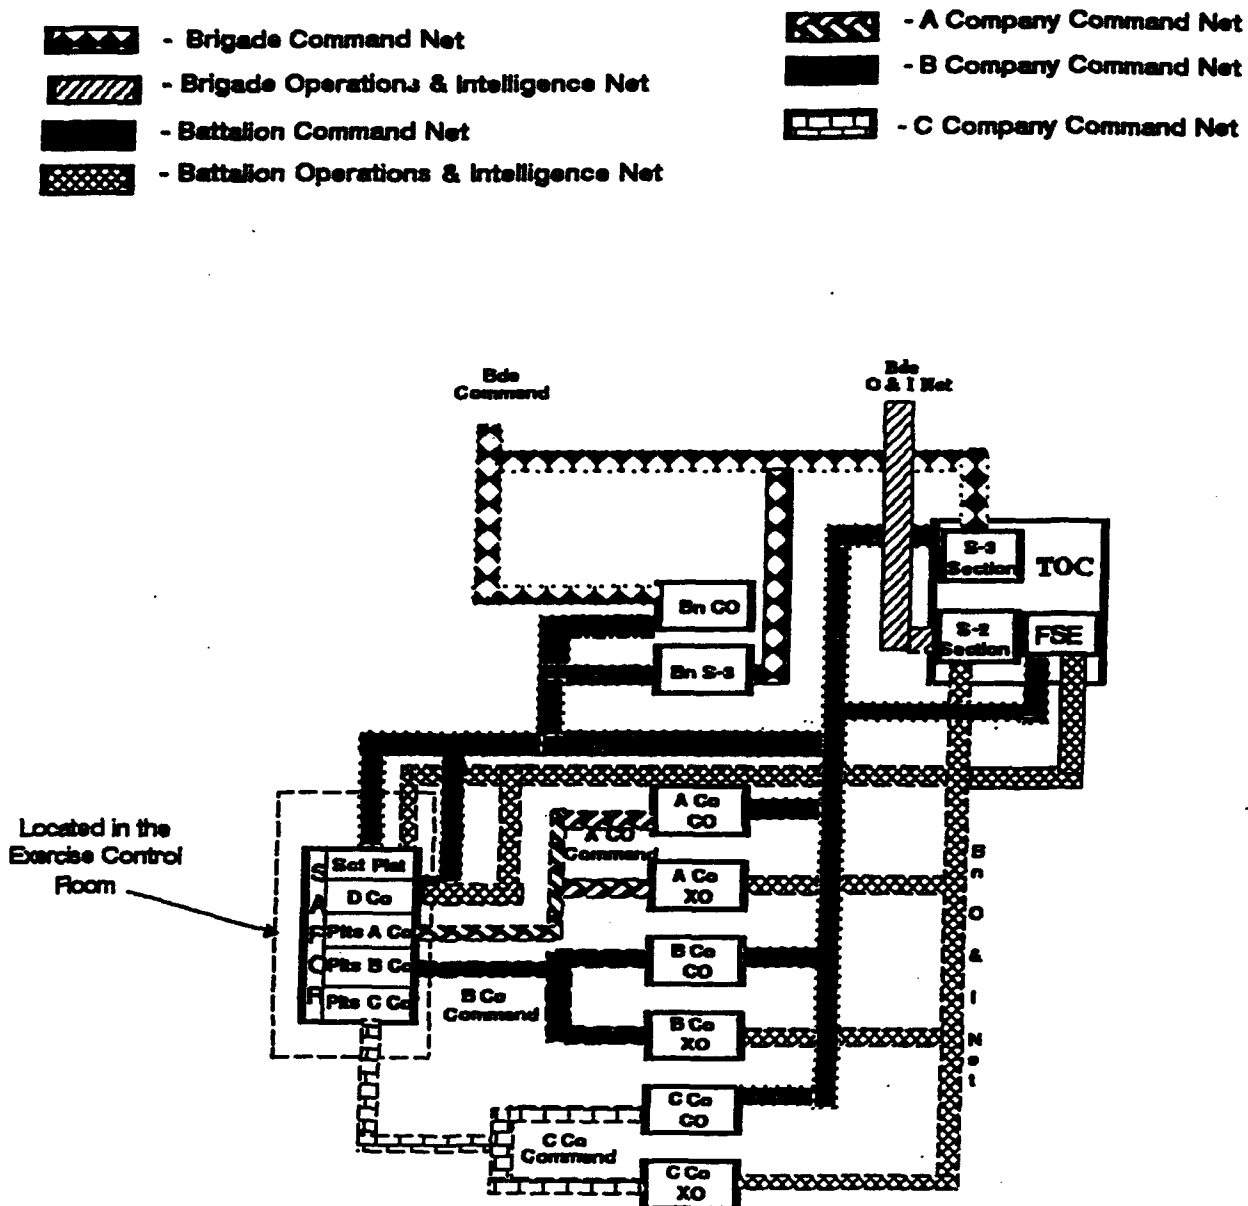 - Brigade Command Net
- Brigade Operations & Intelligence Net
- Battalion Command Net
- Battalion Operations & Intelligence Net
- A Company Command Net
- B Company Command Net
- C Company Command Net
Bde
Command
Bde
O & I Net
S-3
Section
TOC
Bn CO
S-2
Section
FSE
Bn S-3
Located in the
Exercise Control
Room
SAFOR
Sct Plat
D Co
Plts A Co
Plts B Co
Plts C Co
A Co
CO
A CO
Command
A Co
XO
B Co
CO
B Co
Command
B Co
XO
C Co
CO
C Co
Command
C Co
XO
Bn O & I Net